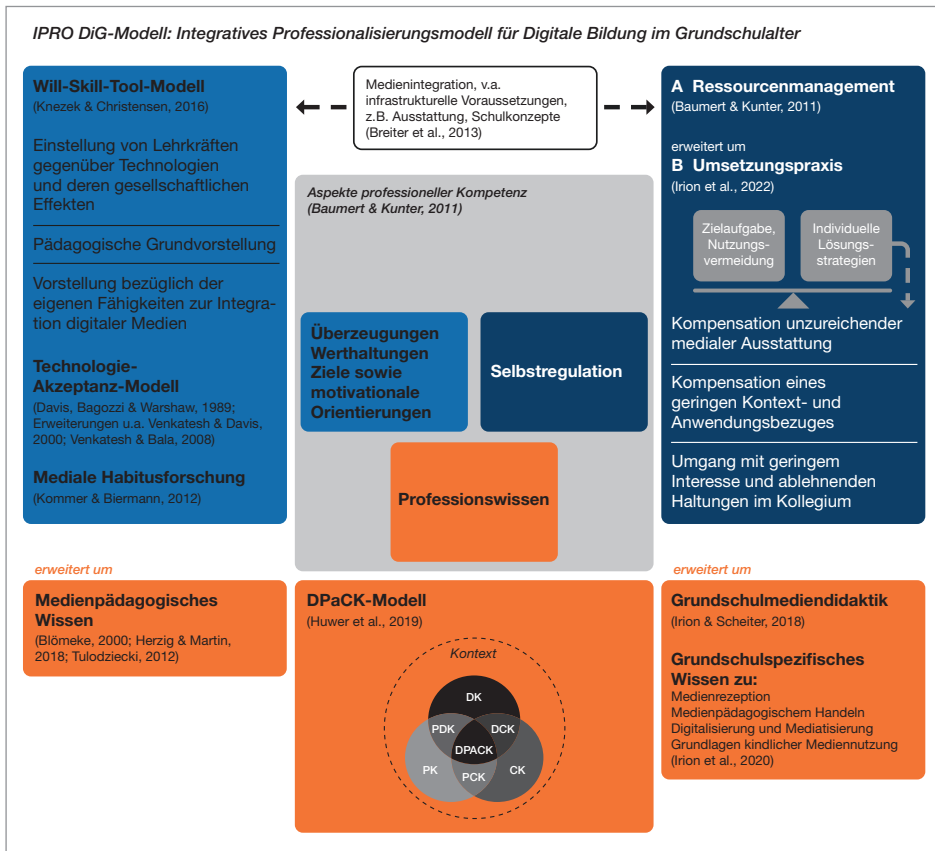 IPRO DiG-Modell: Integratives Professionalisierungsmodell für Digitale Bildung im Grundschulalter
Will-Skill-Tool-Modell
(Knezek & Christensen, 2016)
Einstellung von Lehrkräften
gegenüber Technologien
und deren gesellschaftlichen
Effekten
Pädagogische Grundvorstellung
Vorstellung bezüglich der
eigenen Fähigkeiten zur Integra-
tion digitaler Medien
Technologie-
Akzeptanz-Modell
(Davis, Bagozzi & Warshaw, 1989;
Erweiterungen u.a. Venkatesh & Davis,
2000; Venkatesh & Bala, 2008)
Mediale Habitusforschung
(Kommer & Biermann, 2012)
Medienintegration, v.a.
infrastrukturelle Voraussetzungen,
z.B. Ausstattung, Schulkonzepte
(Breiter et al., 2013)
Aspekte professioneller Kompetenz
(Baumert & Kunter, 2011)
Überzeugungen
Werthaltungen
Ziele sowie
motivationale
Orientierungen
Selbstregulation
Professionswissen
A Ressourcenmanagement
(Baumert & Kunter, 2011)
erweitert um
B Umsetzungspraxis
(Irion et al., 2022)
Zielaufgabe,
Nutzungs-
vermeidung
Individuelle
Lösungs-
strategien
Kompensation unzureichender
medialer Ausstattung
Kompensation eines
geringen Kontext- und
Anwendungsbezuges
Umgang mit geringem
Interesse und ablehnenden
Haltungen im Kollegium
erweitert um
Medienpädagogisches
Wissen
(Blömeke, 2000; Herzig & Martin,
2018; Tulodziecki, 2012)
DPaCK-Modell
(Huwer et al., 2019)
Kontext
DK
PDK
DCK
DPACK
PK
PCK
CK
erweitert um
Grundschulmediendidaktik
(Irion & Scheiter, 2018)
Grundschulspezifisches
Wissen zu:
Medienrezeption
Medienpädagogischem Handeln
Digitalisierung und Mediatisierung
Grundlagen kindlicher Mediennutzung
(Irion et al., 2020)